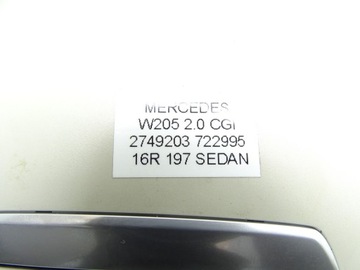 MERCEDES
W205 2.0 CGI
2749203 722995
16R 197 SEDAN